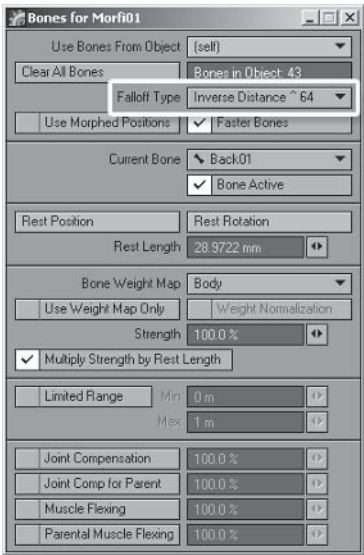 Bones for Morfi01
Use Bones From Object (self)
Clear All Bones Bones in Object: 43
Falloff Type Inverse Distance ^ 64
Use Morphed Positions Faster Bones
Current Bone Back01
Bone Active
Rest Position Rest Rotation
Rest Length 28.9722 mm
Bone Weight Map Body
Use Weight Map Only Weight Normalization
Strength 100.0 %
Multiply Strength by Rest Length
Limited Range Min 0 m
Max 1 m
Joint Compensation 100.0 %
Joint Comp for Parent 100.0 %
Muscle Flexing 100.0 %
Parental Muscle Flexing 100.0 %